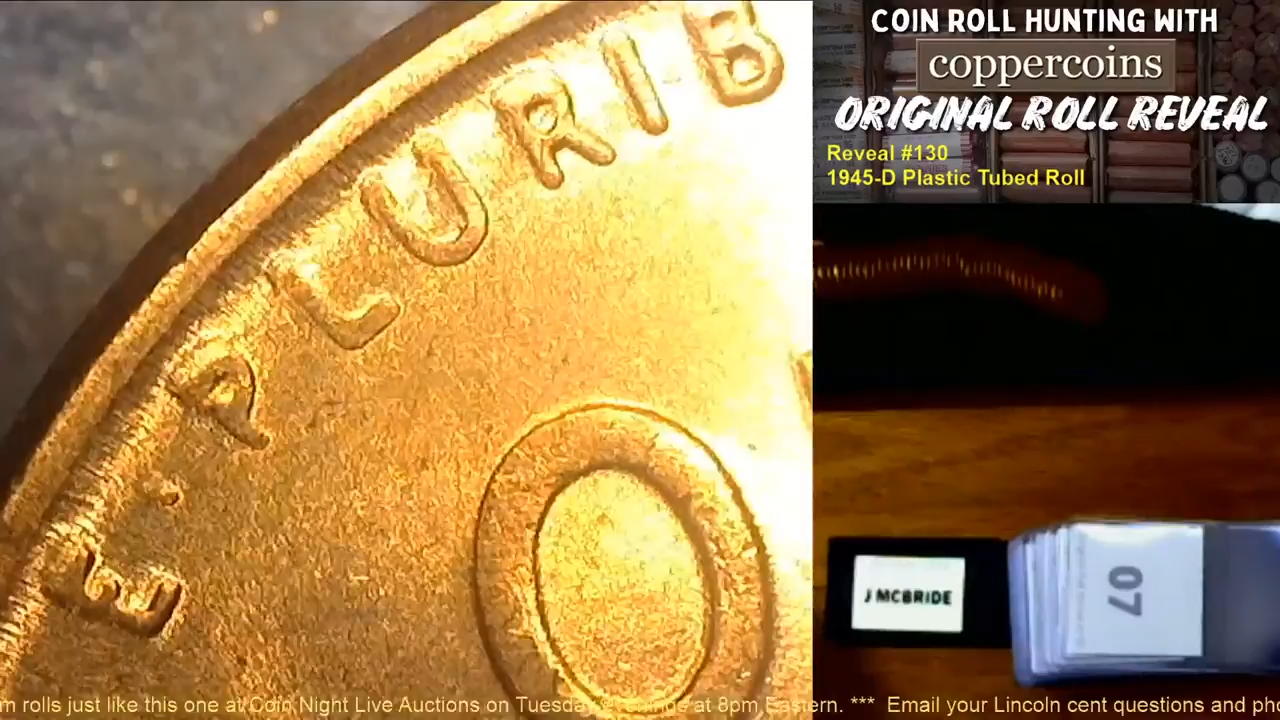 E·PLURIB
O
COIN ROLL HUNTING WITH
coppercoins
ORIGINAL ROLL REVEAL
Reveal #130
1945-D Plastic Tubed Roll
J MCBRIDE
07
m rolls just like this one at Coin Night Live Auctions on Tuesday evenings at 8pm Eastern. *** Email your Lincoln cent questions and pho